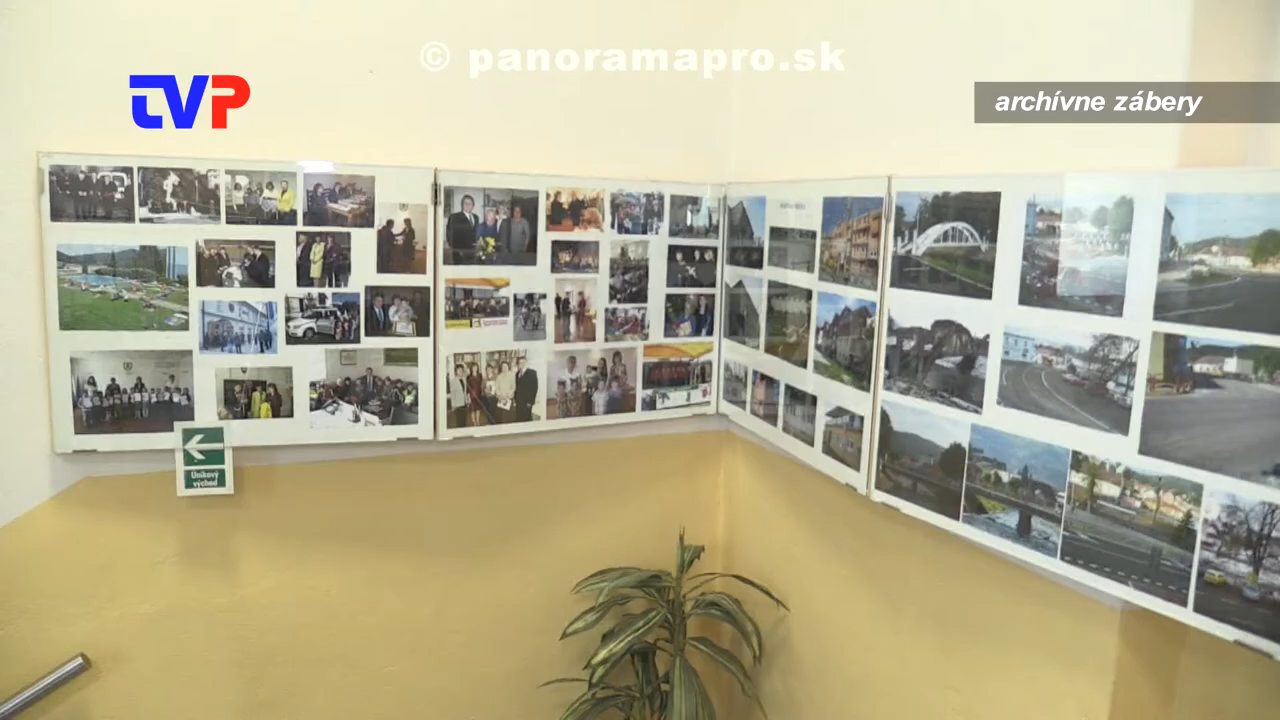 © panoramapro.sk
TVP
archívne zábery
Únikový
východ